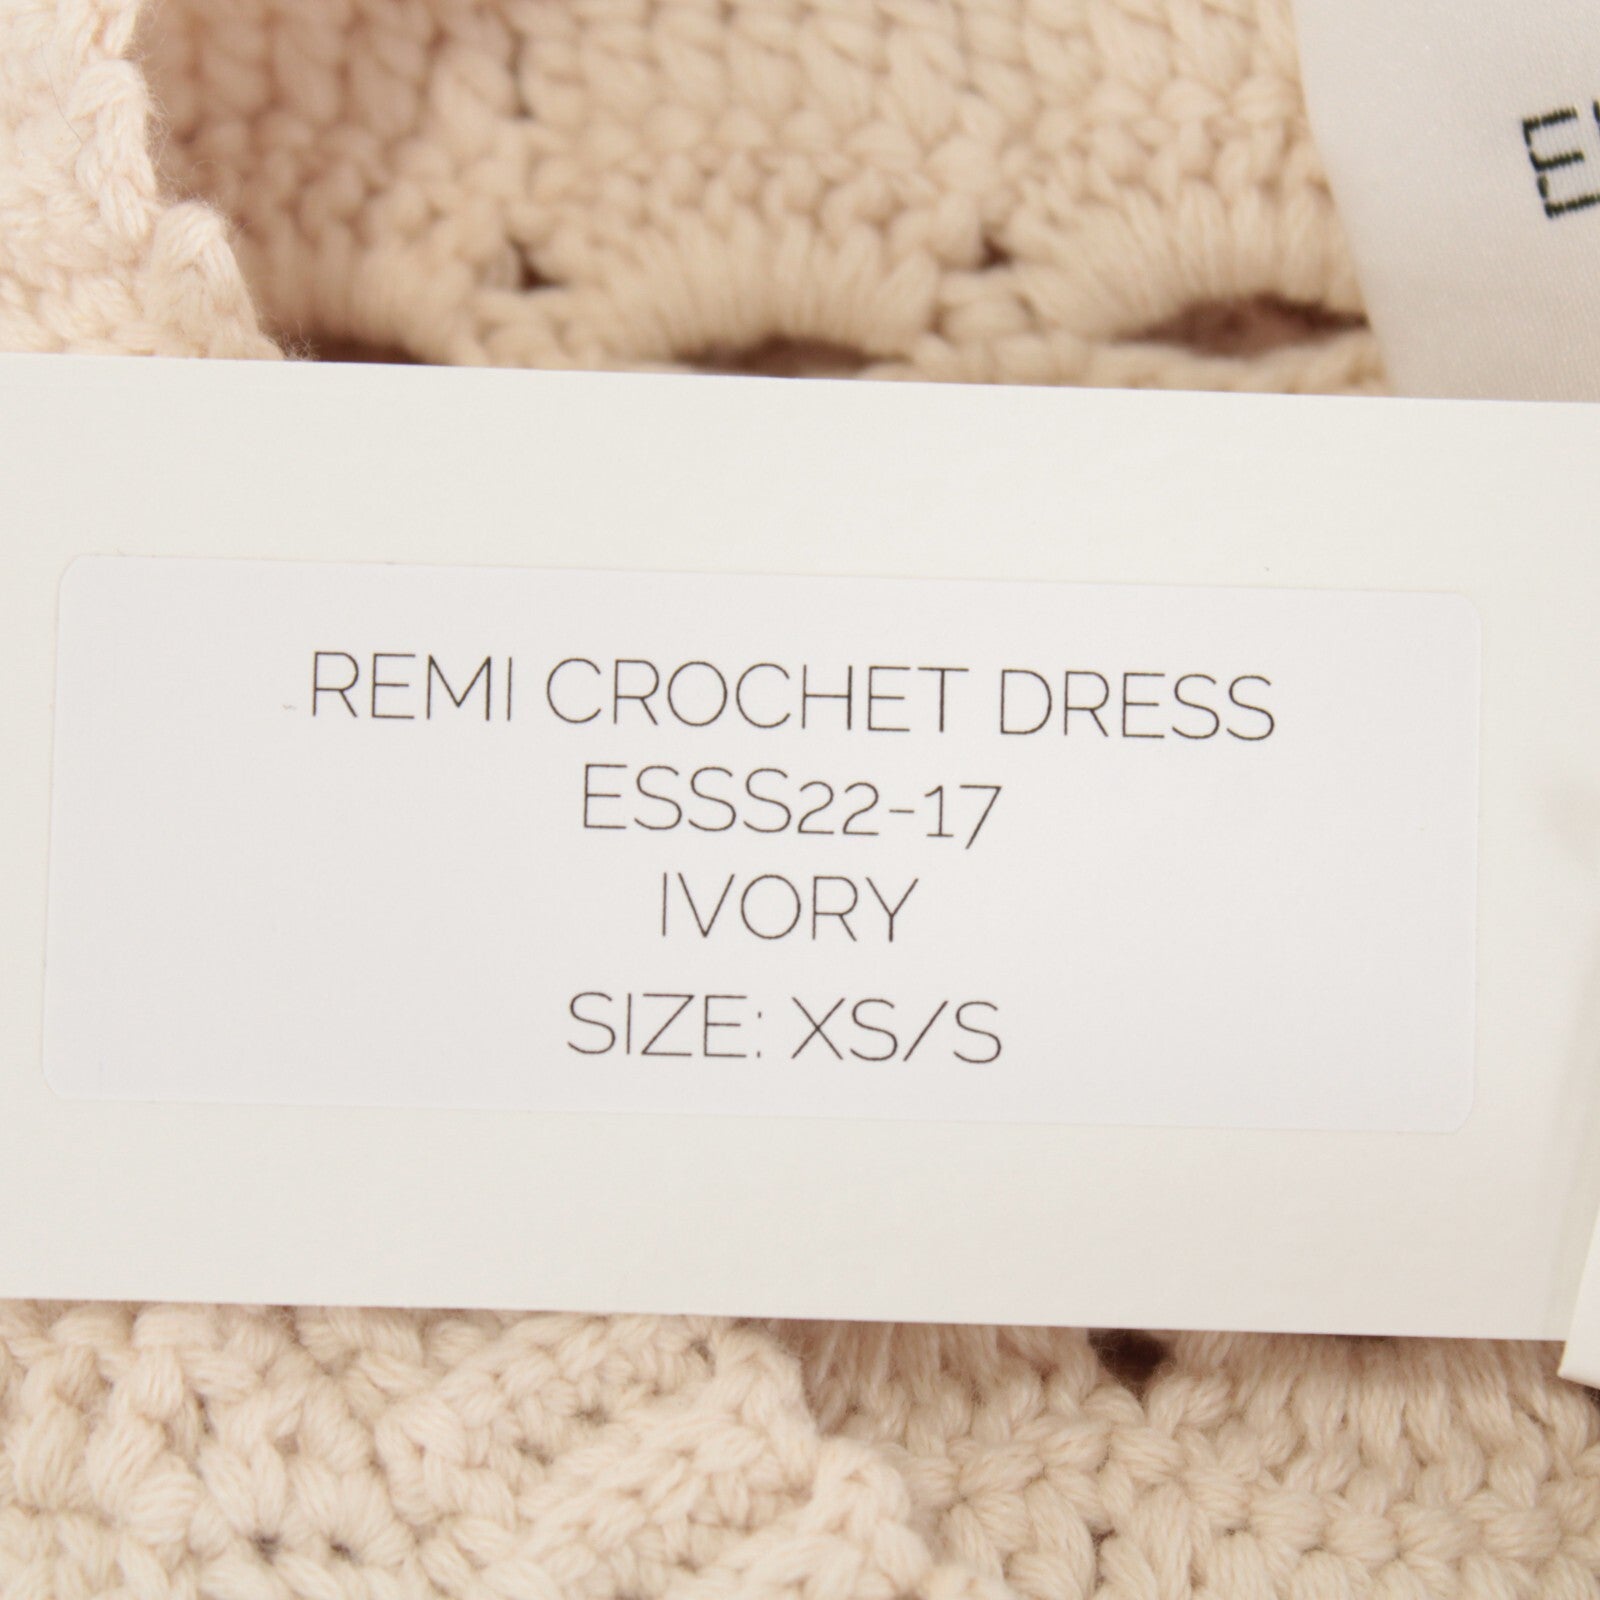 REMI CROCHET DRESS
ESSS22-17
IVORY
SIZE: XS/S